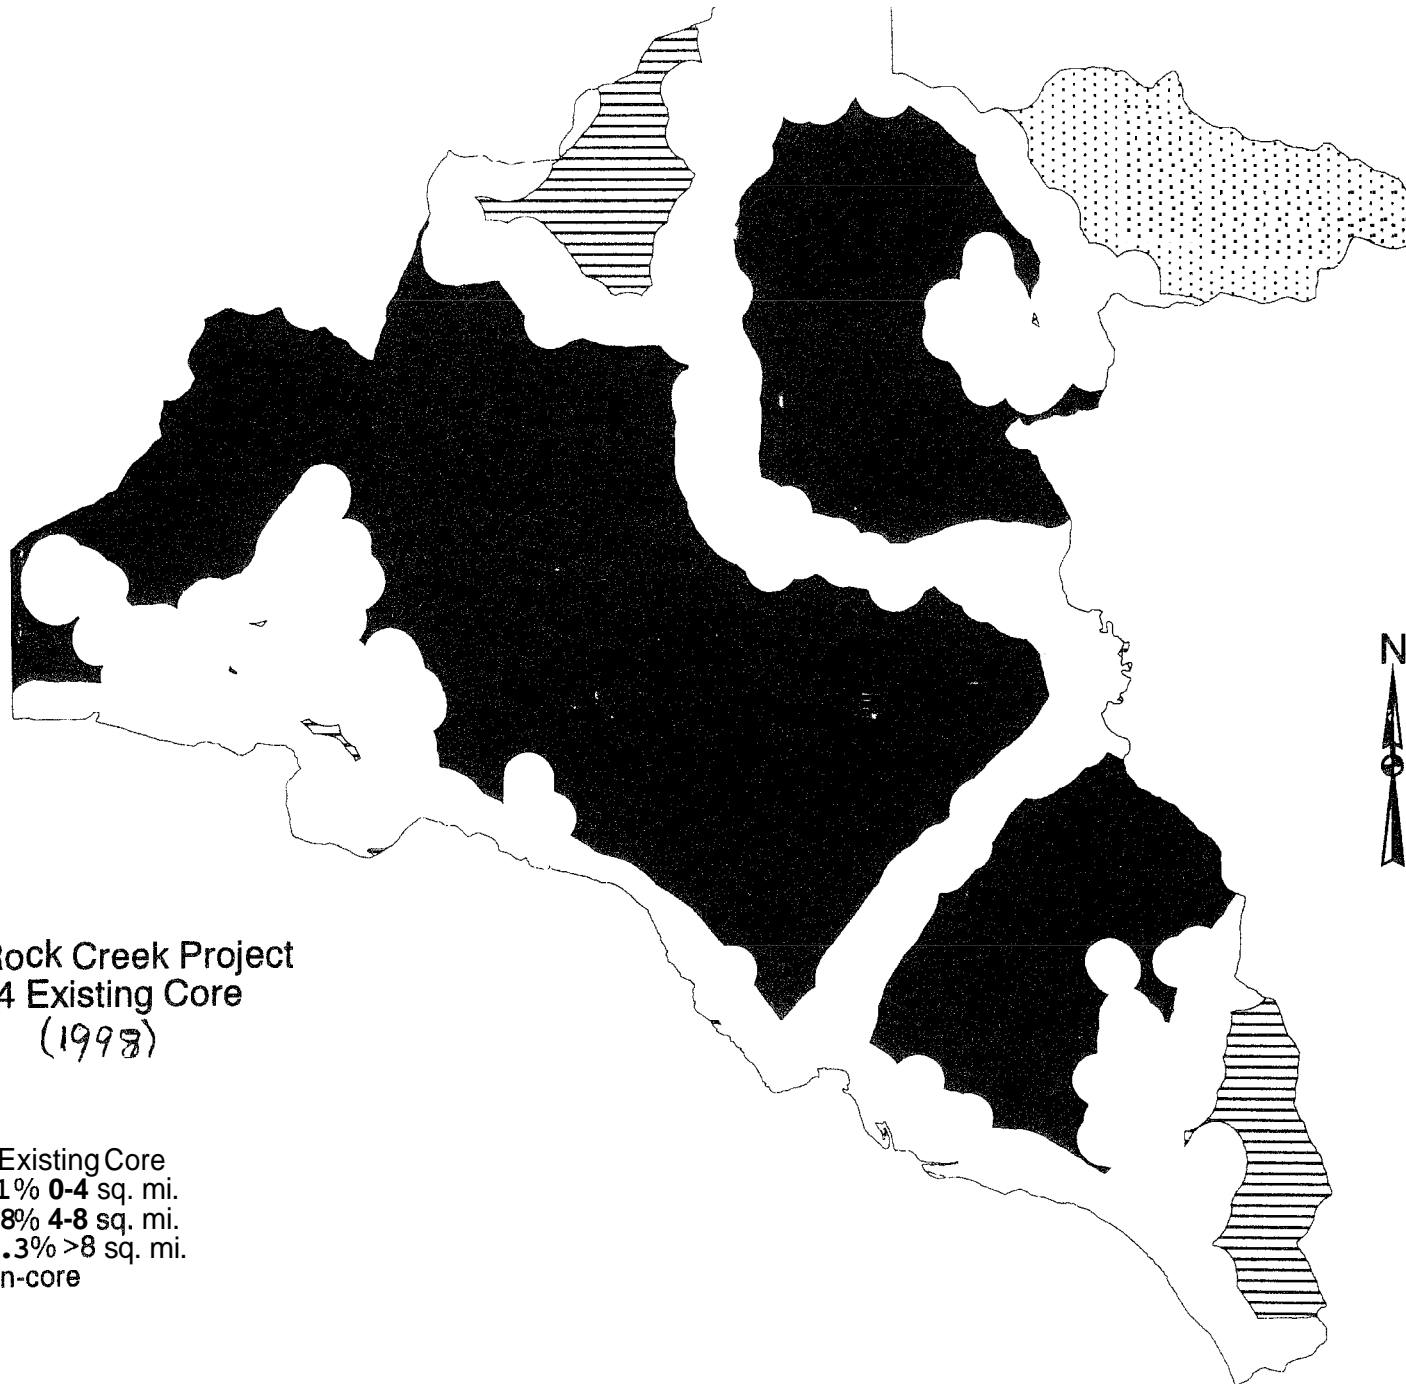 Rock Creek Project
4 Existing Core
(1998)
Existing Core
1% 0-4 sq. mi.
8% 4-8 sq. mi.
.3% >8 sq. mi.
n-core
N